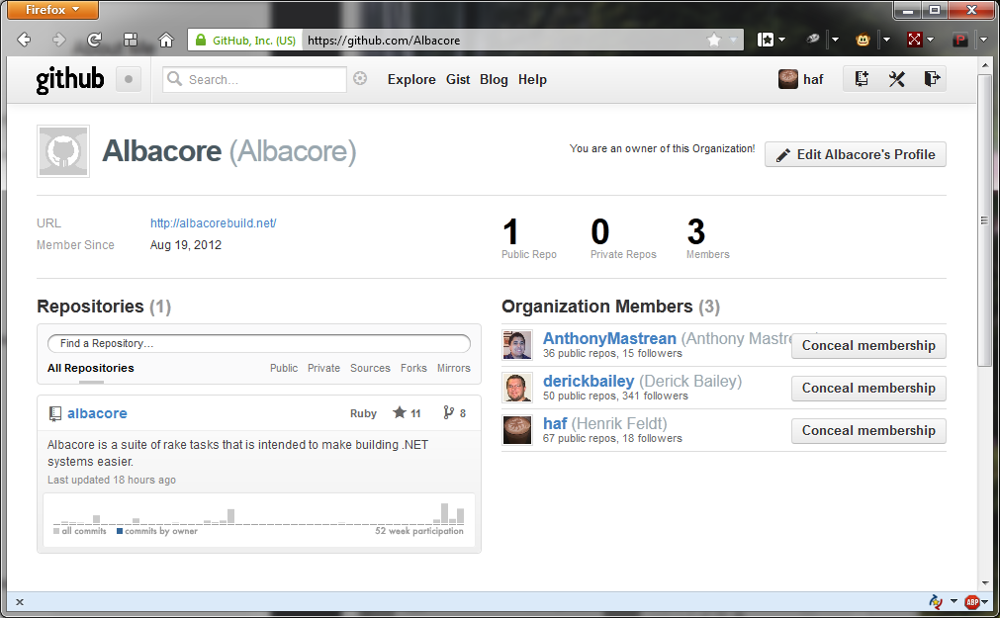 Firefox
GitHub, Inc. (US) https://github.com/Albacore
github Search... Explore Gist Blog Help haf
Albacore (Albacore) You are an owner of this Organization! Edit Albacore's Profile
URL http://albacorebuild.net/
Member Since Aug 19, 2012
1 0 3
Public Repo Private Repos Members
Repositories (1)
Find a Repository…
All Repositories Public Private Sources Forks Mirrors
albacore Ruby 11 8
Albacore is a suite of rake tasks that is intended to make building .NET
systems easier.
Last updated 18 hours ago
all commits commits by owner 52 week participation
Organization Members (3)
AnthonyMastrean (Anthony Mastre Conceal membership
36 public repos, 15 followers
derickbailey (Derick Bailey) Conceal membership
50 public repos, 341 followers
haf (Henrik Feldt) Conceal membership
67 public repos, 18 followers
ABP